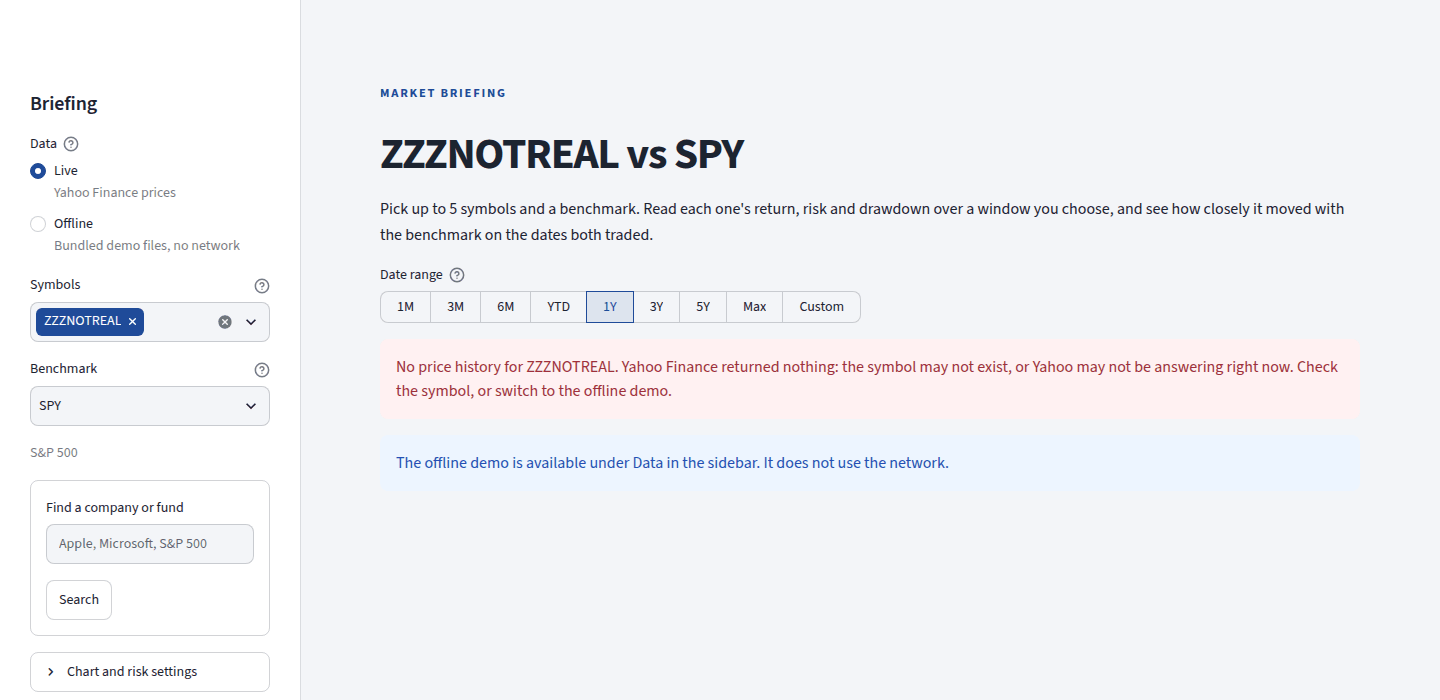 Briefing
Data
Live
Yahoo Finance prices
Offline
Bundled demo files, no network
Symbols
ZZZNOTREAL
Benchmark
SPY
S&P 500
Find a company or fund
Apple, Microsoft, S&P 500
Search
Chart and risk settings
MARKET BRIEFING
ZZZNOTREAL vs SPY
Pick up to 5 symbols and a benchmark. Read each one's return, risk and drawdown over a window you choose, and see how closely it moved with
the benchmark on the dates both traded.
Date range
1M 3M 6M YTD 1Y 3Y 5Y Max Custom
No price history for ZZZNOTREAL. Yahoo Finance returned nothing: the symbol may not exist, or Yahoo may not be answering right now. Check
the symbol, or switch to the offline demo.
The offline demo is available under Data in the sidebar. It does not use the network.